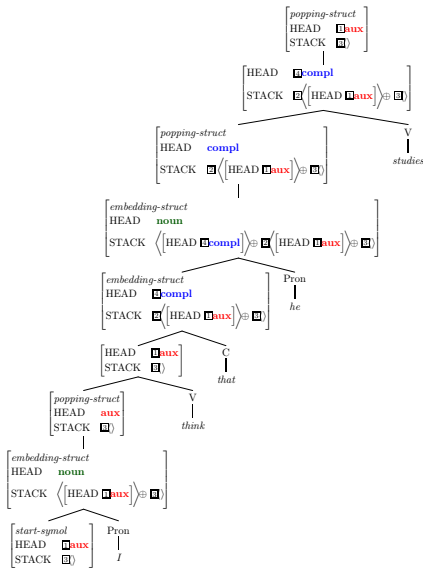 popping-struct
HEAD 1 aux
STACK 3 ⟨⟩
HEAD 4 compl
STACK 2 ⟨[HEAD 1 aux]⟩ ⊕ 3 ⟨⟩
popping-struct
HEAD compl
STACK 2 ⟨[HEAD 1 aux]⟩ ⊕ 3 ⟨⟩
V
studies
embedding-struct
HEAD noun
STACK ⟨[HEAD 4 compl]⟩ ⊕ 2 ⟨[HEAD 1 aux]⟩ ⊕ 3 ⟨⟩
embedding-struct
HEAD 4 compl
STACK 2 ⟨[HEAD 1 aux]⟩ ⊕ 3 ⟨⟩
Pron
he
HEAD 1 aux
STACK 3 ⟨⟩
C
that
popping-struct
HEAD aux
STACK 3 ⟨⟩
V
think
embedding-struct
HEAD noun
STACK ⟨[HEAD 1 aux]⟩ ⊕ 3 ⟨⟩
start-symol
HEAD 1 aux
STACK 3 ⟨⟩
Pron
I